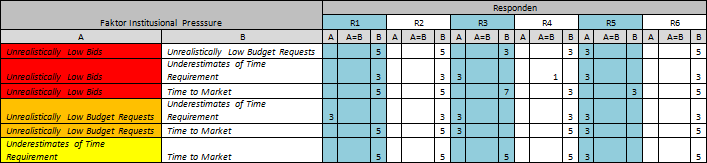 Faktor Institusional Presssure
Responden
R1 R2 R3 R4 R5 R6
A B A A=B B A A=B B A A=B B A A=B B A A=B B A A=B B
Unrealistically Low Bids Unrealistically Low Budget Requests 5 5 3 3 3 5
Underestimates of Time
Unrealistically Low Bids Requirement 3 3 3 1 3 3
Unrealistically Low Bids Time to Market 5 5 7 3 3 5
Underestimates of Time
Unrealistically Low Budget Requests Requirement 3 3 3 3 3 3
Unrealistically Low Budget Requests Time to Market 5 5 3 5 3 5
Underestimates of Time
Requirement Time to Market 5 5 5 5 3 5